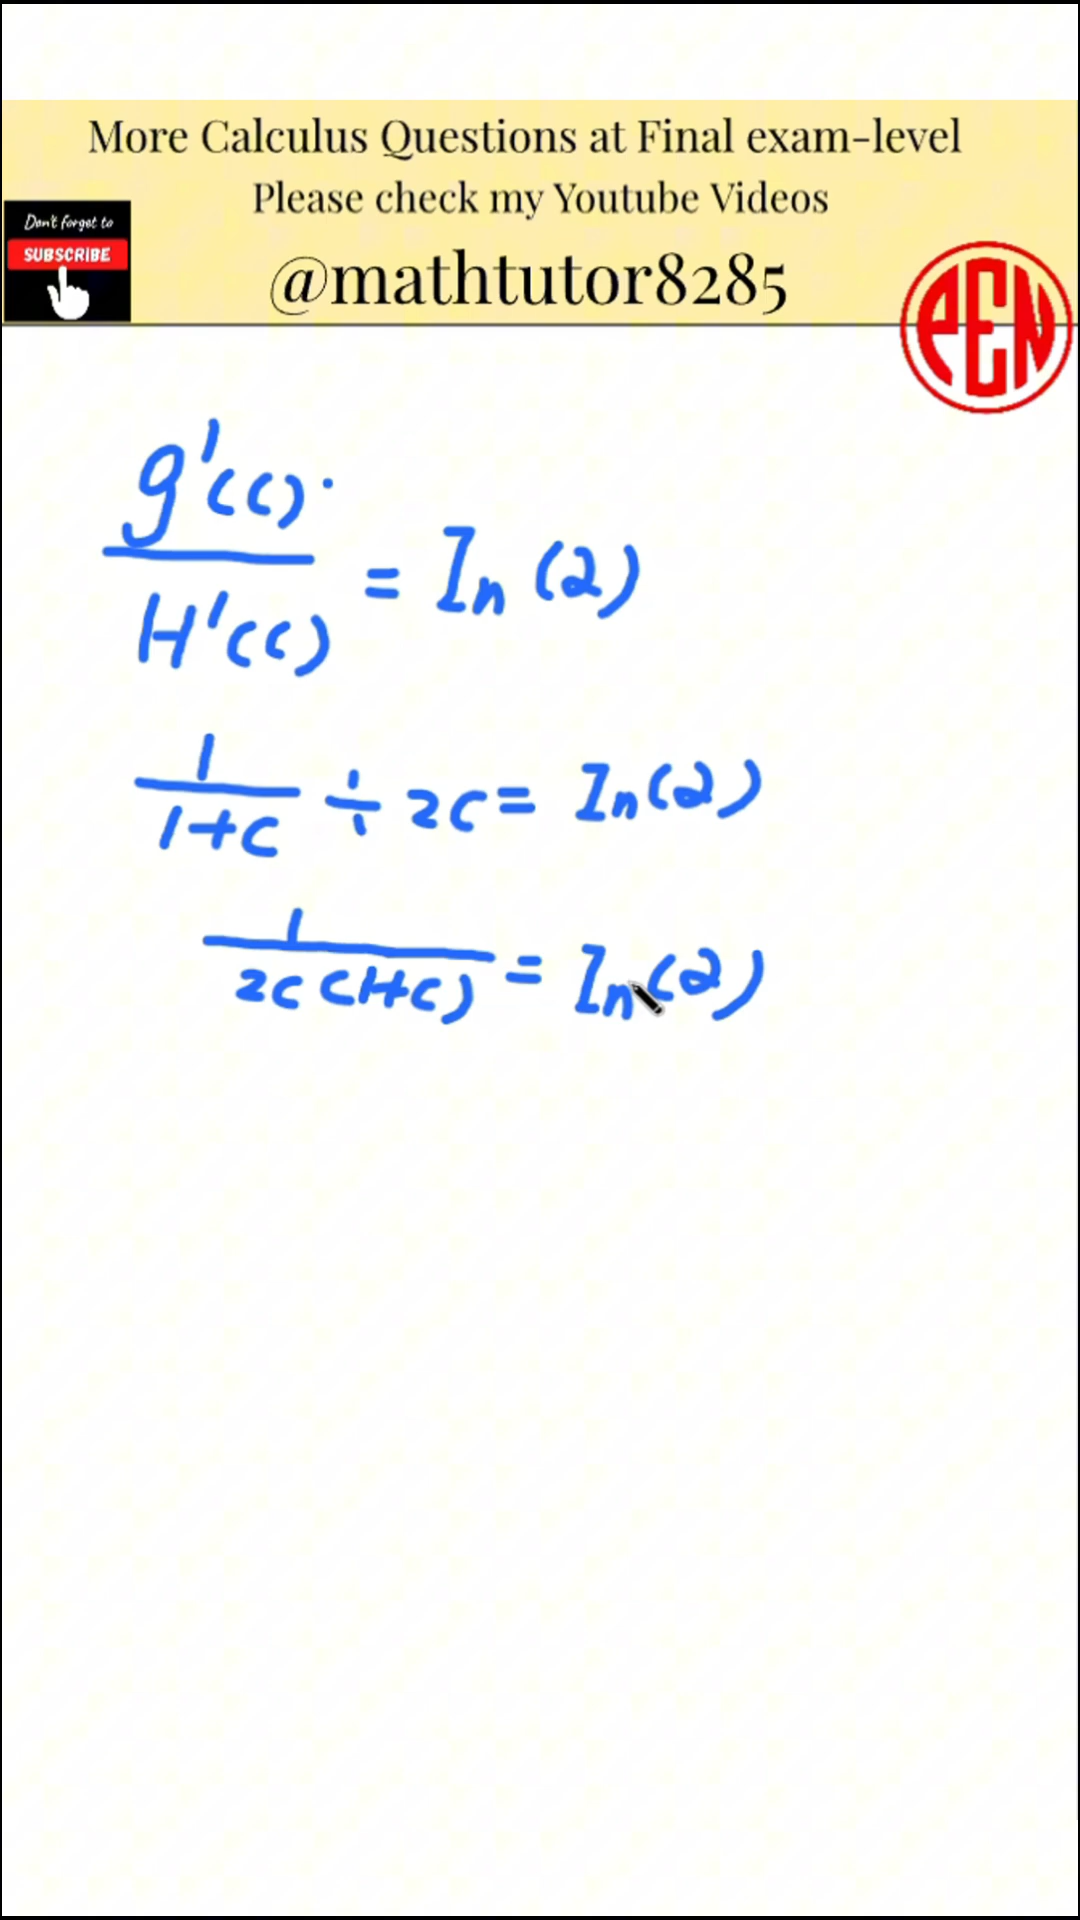 More Calculus Questions at Final exam-level
Please check my Youtube Videos
Don't forget to
SUBSCRIBE
@mathtutor8285
PEN
g'(c) / H'(c) = In (2)
1 / 1+c ÷ 2c = In (2)
1 / 2c (1+c) = In (2)